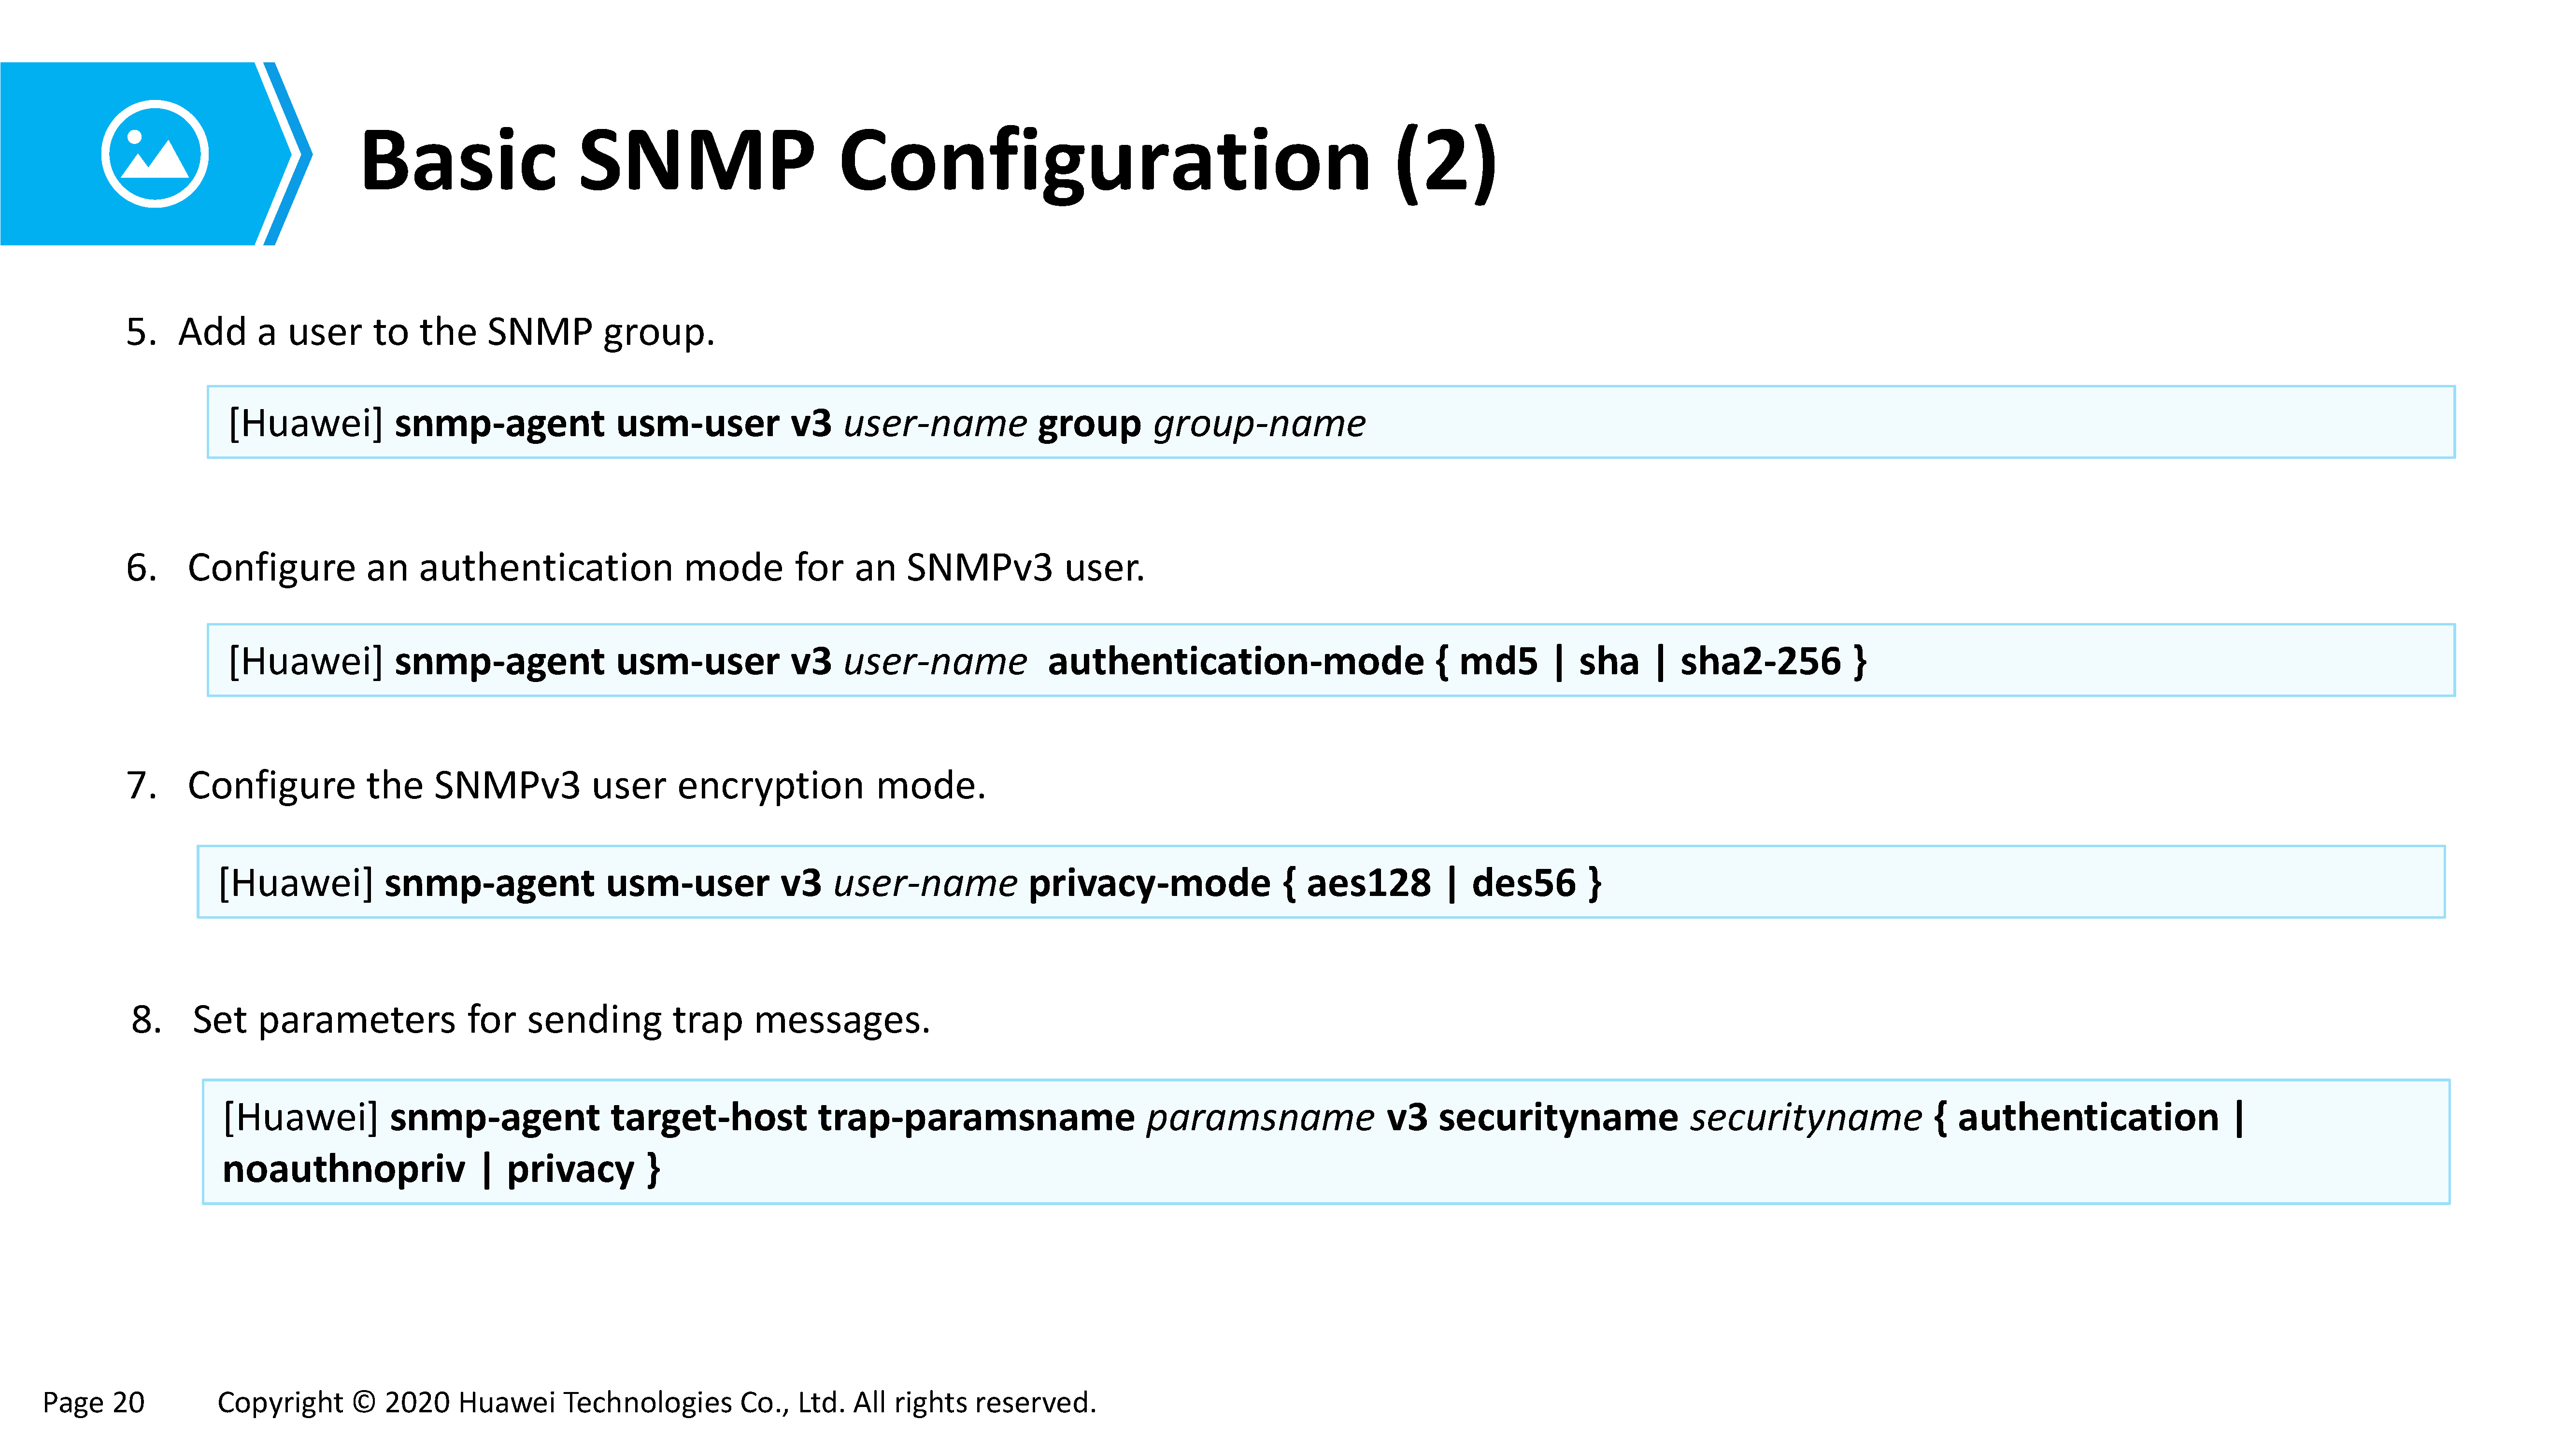 Basic SNMP Configuration (2)
5. Add a user to the SNMP group.
[Huawei] snmp-agent usm-user v3 user-name group group-name
6. Configure an authentication mode for an SNMPv3 user.
[Huawei] snmp-agent usm-user v3 user-name authentication-mode { md5 | sha | sha2-256 }
7. Configure the SNMPv3 user encryption mode.
[Huawei] snmp-agent usm-user v3 user-name privacy-mode { aes128 | des56 }
8. Set parameters for sending trap messages.
[Huawei] snmp-agent target-host trap-paramsname paramsname v3 securityname securityname { authentication |
noauthnopriv | privacy }
Page 20 Copyright © 2020 Huawei Technologies Co., Ltd. All rights reserved.